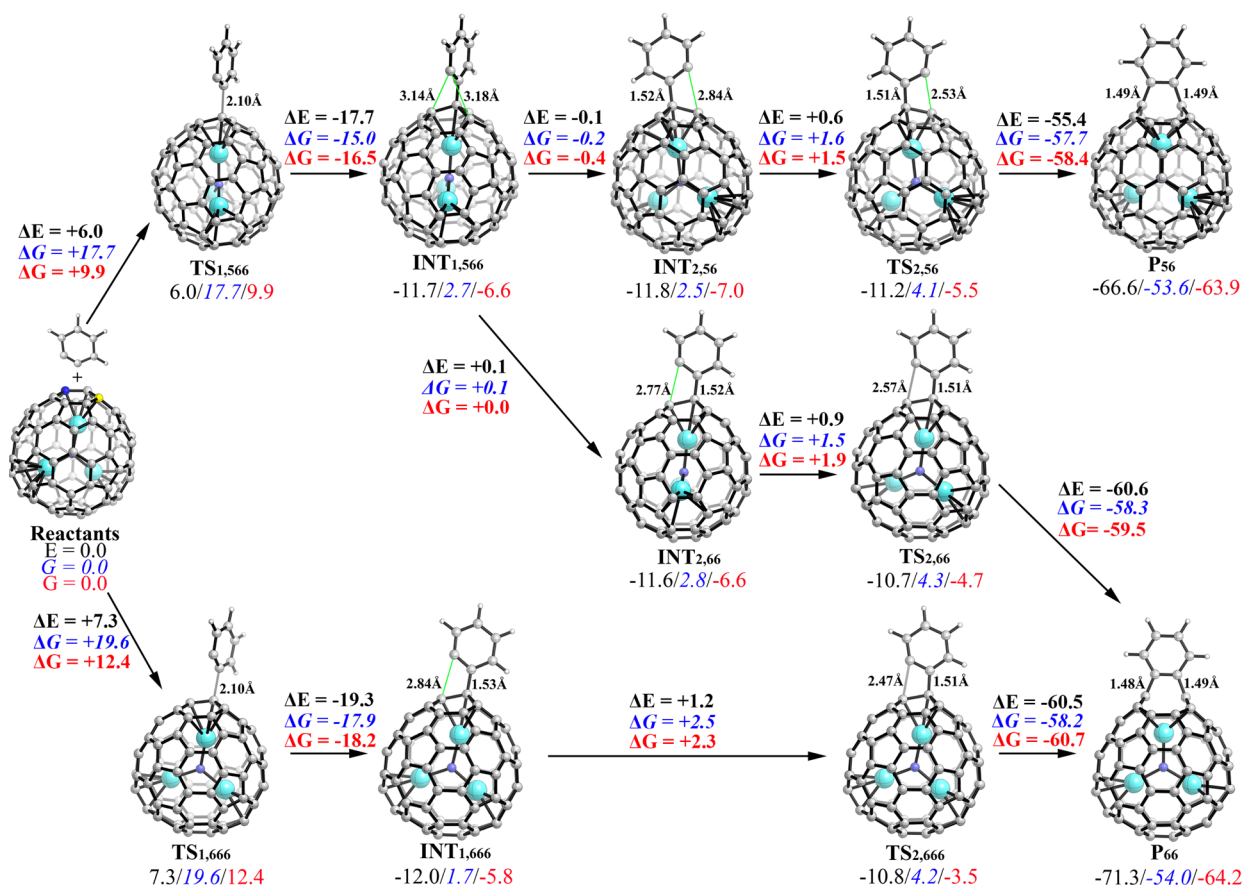 2.10Å
ΔE = -17.7
ΔG = -15.0
ΔG = -16.5
3.14Å
3.18Å
ΔE = -0.1
ΔG = -0.2
ΔG = -0.4
1.52Å
2.84Å
ΔE = +0.6
ΔG = +1.6
ΔG = +1.5
1.51Å
2.53Å
ΔE = -55.4
ΔG = -57.7
ΔG = -58.4
1.49Å
1.49Å
ΔE = +6.0
ΔG = +17.7
ΔG = +9.9
TS1,566
6.0/17.7/9.9
INT1,566
-11.7/2.7/-6.6
INT2,56
-11.8/2.5/-7.0
TS2,56
-11.2/4.1/-5.5
P56
-66.6/-53.6/-63.9
+
Reactants
E = 0.0
G = 0.0
G = 0.0
ΔE = +0.1
ΔG = +0.1
ΔG = +0.0
2.77Å
1.52Å
ΔE = +0.9
ΔG = +1.5
ΔG = +1.9
2.57Å
1.51Å
ΔE = -60.6
ΔG = -58.3
ΔG= -59.5
INT2,66
-11.6/2.8/-6.6
TS2,66
-10.7/4.3/-4.7
ΔE = +7.3
ΔG = +19.6
ΔG = +12.4
2.10Å
ΔE = -19.3
ΔG = -17.9
ΔG = -18.2
2.84Å
1.53Å
ΔE = +1.2
ΔG = +2.5
ΔG = +2.3
2.47Å
1.51Å
ΔE = -60.5
ΔG = -58.2
ΔG = -60.7
1.48Å
1.49Å
TS1,666
7.3/19.6/12.4
INT1,666
-12.0/1.7/-5.8
TS2,666
-10.8/4.2/-3.5
P66
-71.3/-54.0/-64.2